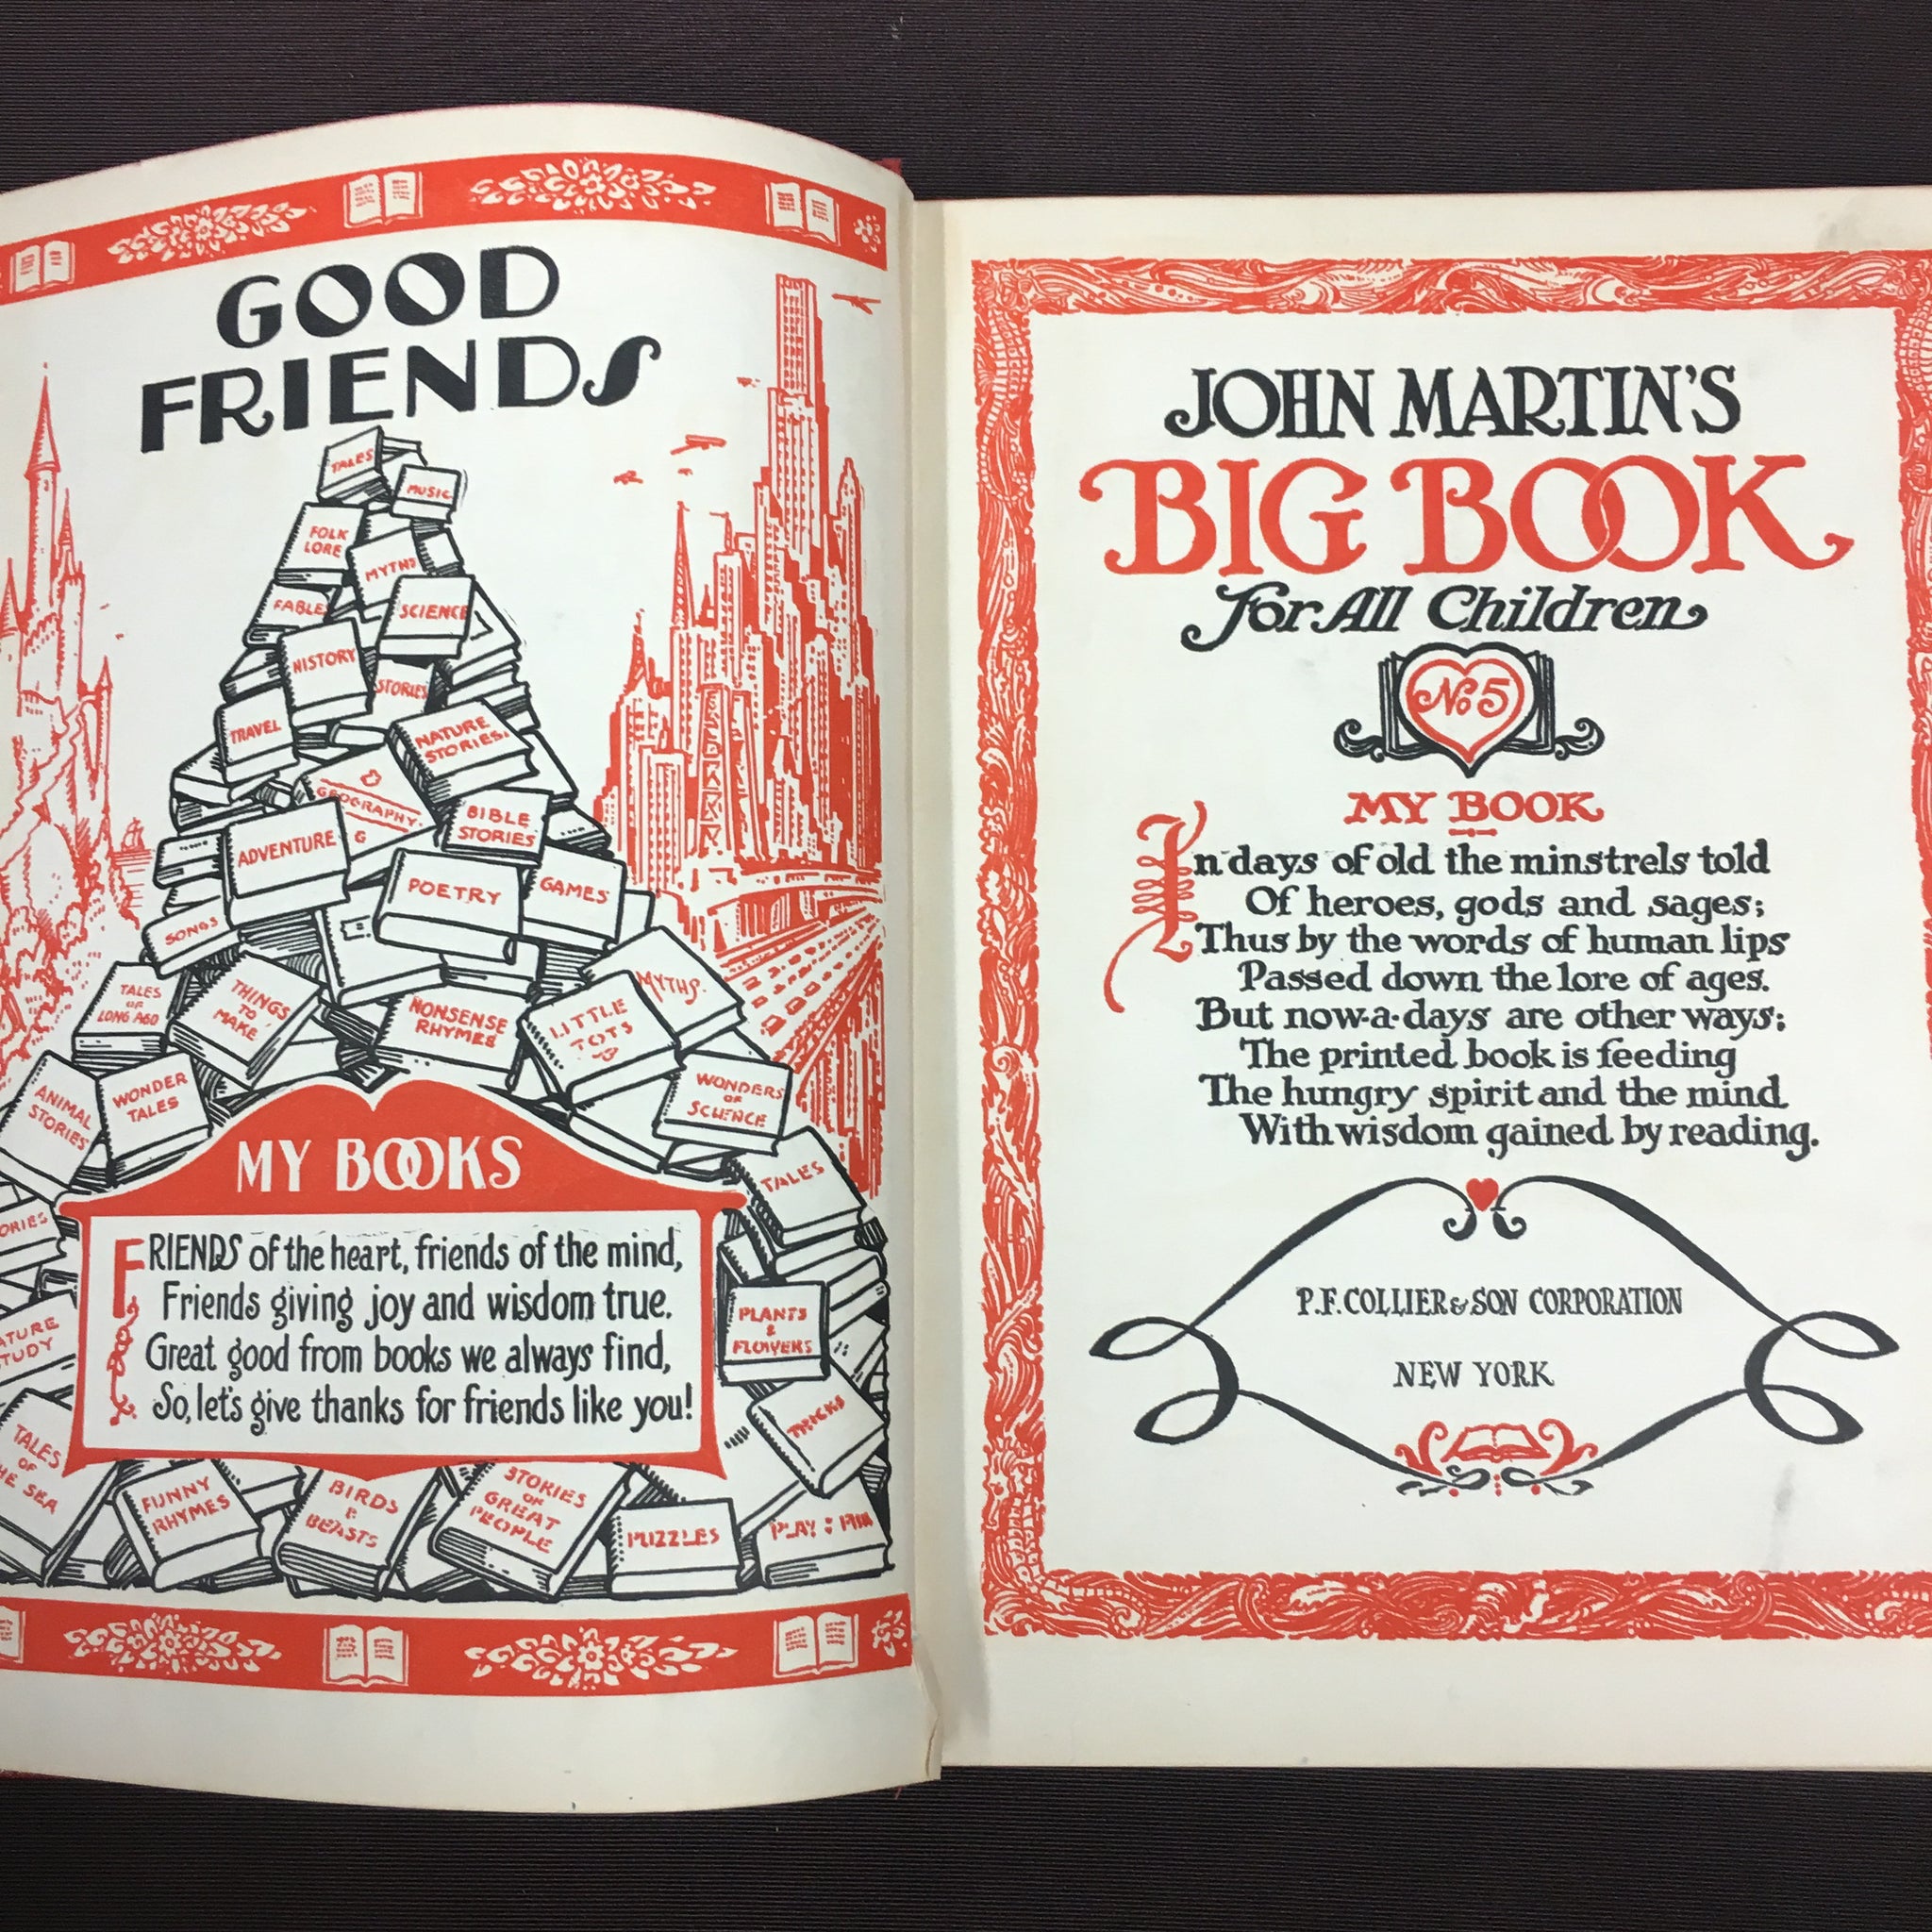 GOOD
FRIENDS
TALES
MUSIC
FOLK
LORE
MYTHS
FABLE
SCIENCE
HISTORY
STORIES
TRAVEL
NATURE
STORIES.
GEOGRAPHY.
G
ADVENTURE
BIBLE
STORIES
POETRY
GAMES
SONGS
MYTHS.
TALES
OF
LONG AGO
THINGS
TO
MAKE
NONSENSE
RHYMES
LITTLE
TOTS
ANIMAL
STORIES
WONDER
TALES
WONDERS
OF
SCIENCE
MY BOOKS
TALES
FRIENDS of the heart, friends of the mind,
Friends giving joy and wisdom true.
Great good from books we always find,
So, let's give thanks for friends like you!
PLANTS
&
FLOWERS
TRICKS
TALES
OF
SEA
FUNNY
RHYMES
BIRDS
&
BEASTS
STORIES
OF
GREAT
PEOPLE
PUZZLES
PLAY : FUN
JOHN MARTIN'S
BIG BOOK
for All Children
No 5
MY BOOK
In days of old the minstrels told
Of heroes, gods and sages;
Thus by the words of human lips
Passed down the lore of ages.
But now-a-days are other ways:
The printed book is feeding
The hungry spirit and the mind
With wisdom gained by reading.
P.F. COLLIER & SON CORPORATION
NEW YORK